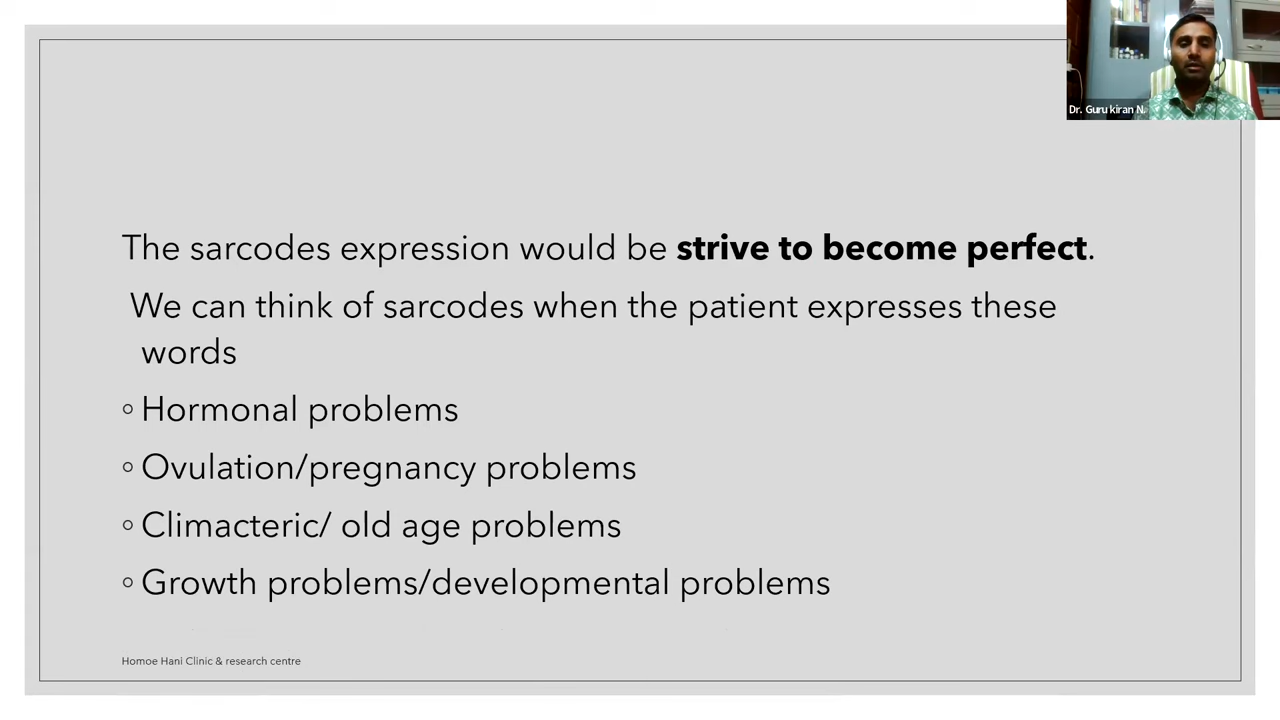 Dr. Guru kiran N.
The sarcodes expression would be strive to become perfect.
We can think of sarcodes when the patient expresses these
words
◦ Hormonal problems
◦ Ovulation/pregnancy problems
◦ Climacteric/ old age problems
◦ Growth problems/developmental problems
Homoe Hani Clinic & research centre